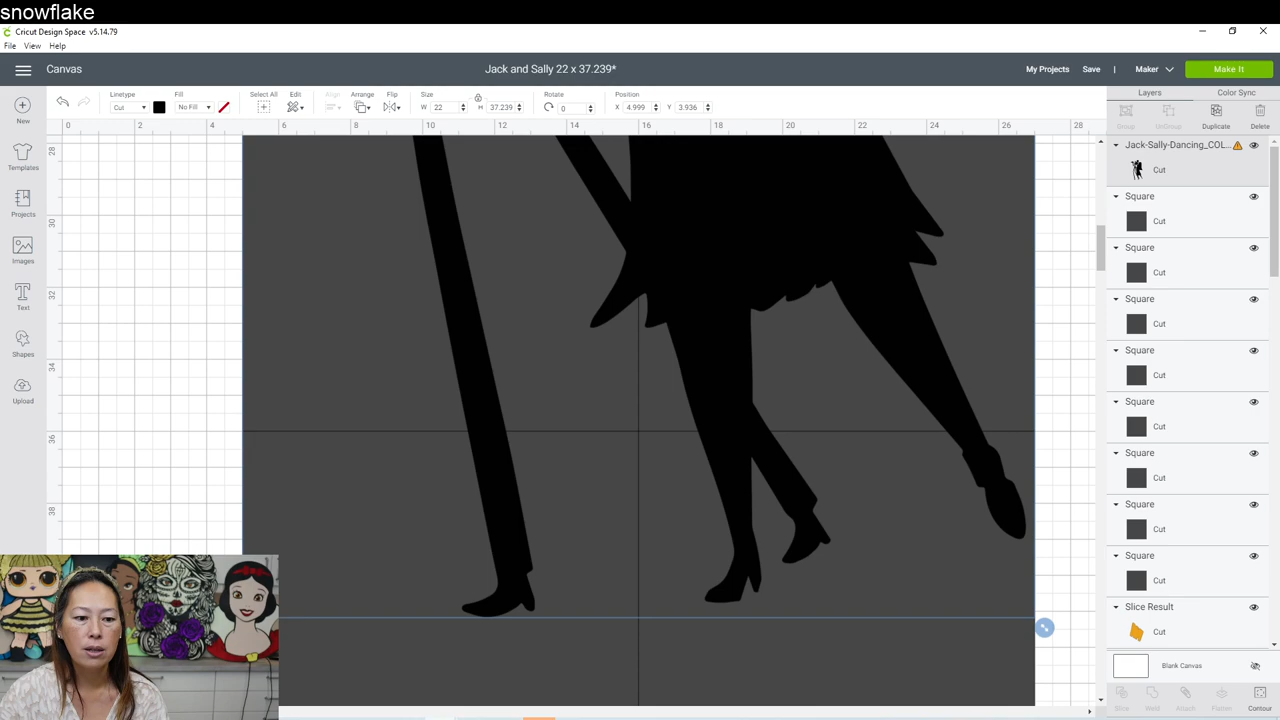 snowflake
Cricut Design Space v5.14.79
File View Help
Canvas
Jack and Sally 22 x 37.239*
My Projects Save | Maker Make It
Linetype Fill Select All Edit Align Arrange Flip Size Rotate Position
Cut No Fill W 22 H 37.239 0 X 4.999 Y 3.936
Layers Color Sync
Group UnGroup Duplicate Delete
New
Templates
Projects
Images
Text
Shapes
Upload
0 2 4 6 8 10 12 14 16 18 20 22 24 26 28
28
30
32
34
36
38
Jack-Sally-Dancing_COL...
Cut
Square
Cut
Square
Cut
Square
Cut
Square
Cut
Square
Cut
Square
Cut
Square
Cut
Square
Cut
Slice Result
Cut
Blank Canvas
Slice Weld Attach Flatten Contour